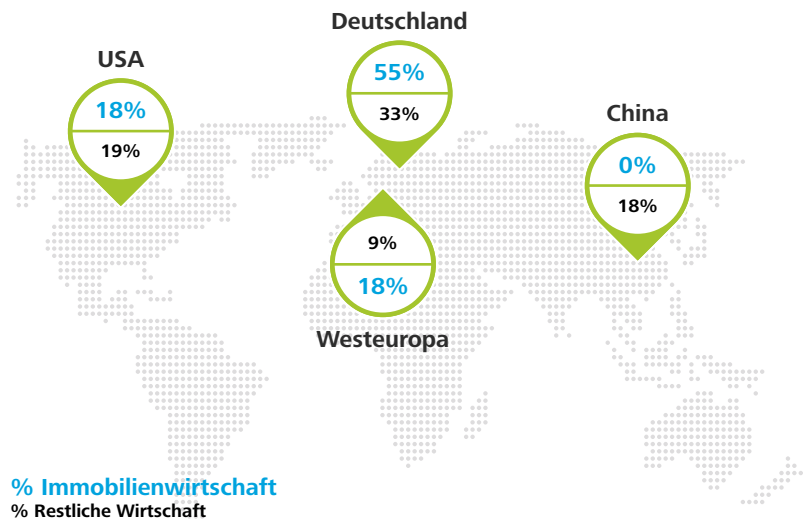 Deutschland
55%
33%
USA
18%
19%
China
0%
18%
9%
18%
Westeuropa
% Immobilienwirtschaft
% Restliche Wirtschaft